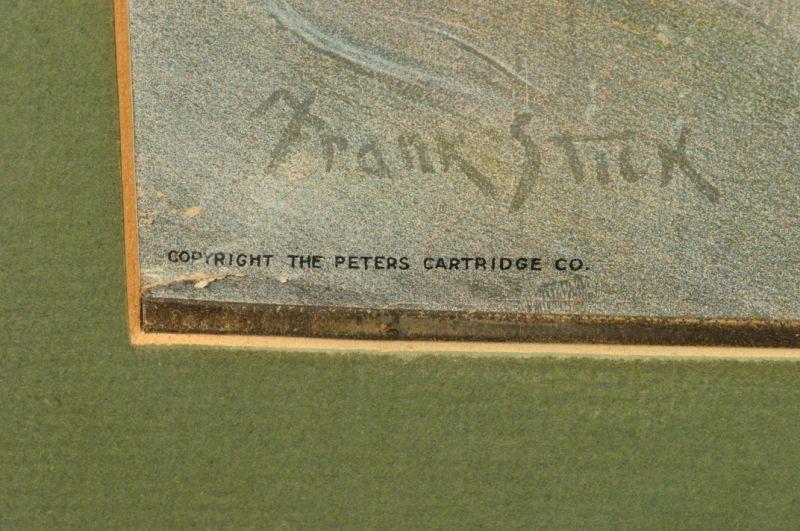 Frank Stick
COPYRIGHT THE PETERS CARTRIDGE CO.